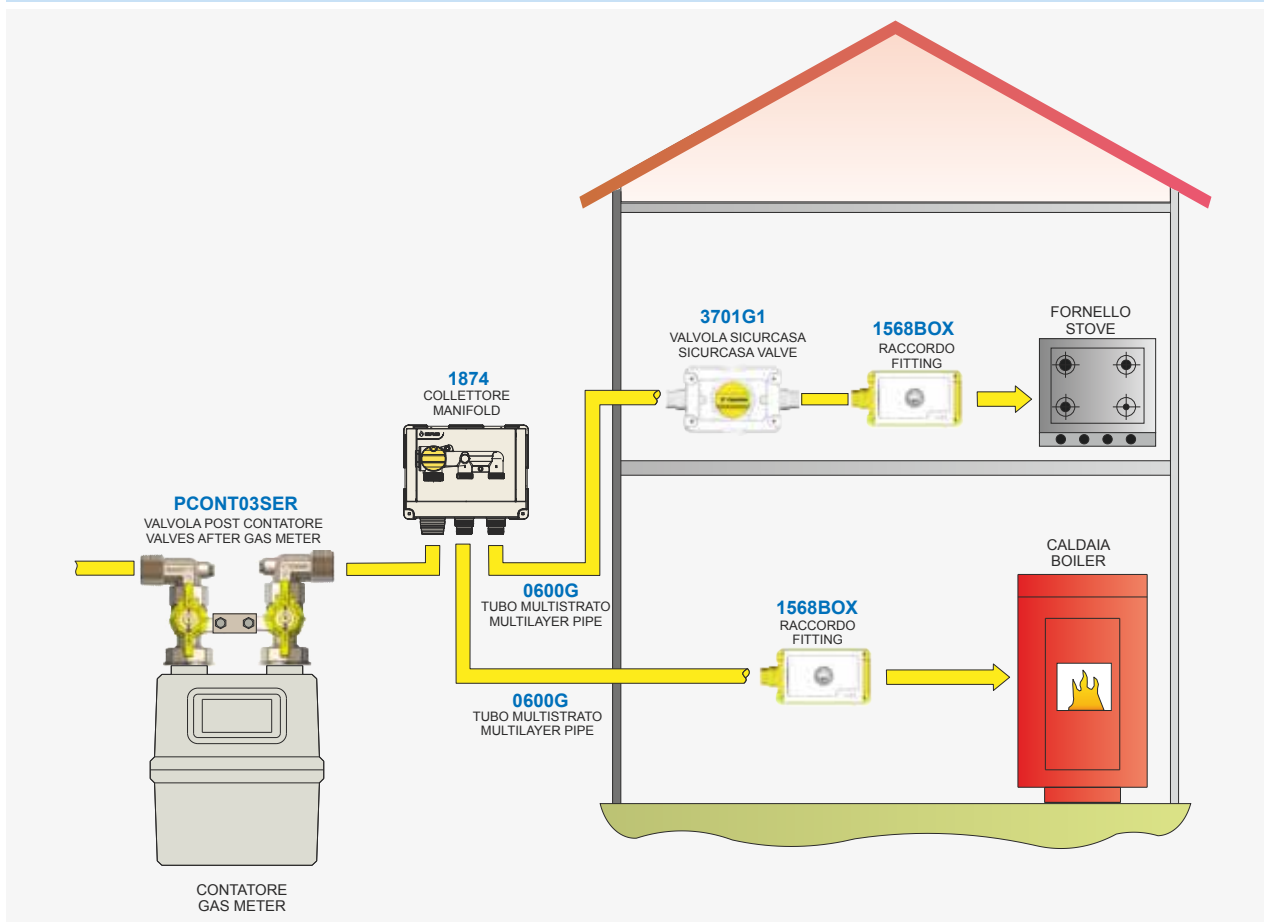 3701G1
VALVOLA SICURCASA
SICURCASA VALVE
1568BOX
RACCORDO
FITTING
FORNELLO
STOVE
1874
COLLETTORE
MANIFOLD
PCONT03SER
VALVOLA POST CONTATORE
VALVES AFTER GAS METER
0600G
TUBO MULTISTRATO
MULTILAYER PIPE
CALDAIA
BOILER
1568BOX
RACCORDO
FITTING
0600G
TUBO MULTISTRATO
MULTILAYER PIPE
CONTATORE
GAS METER